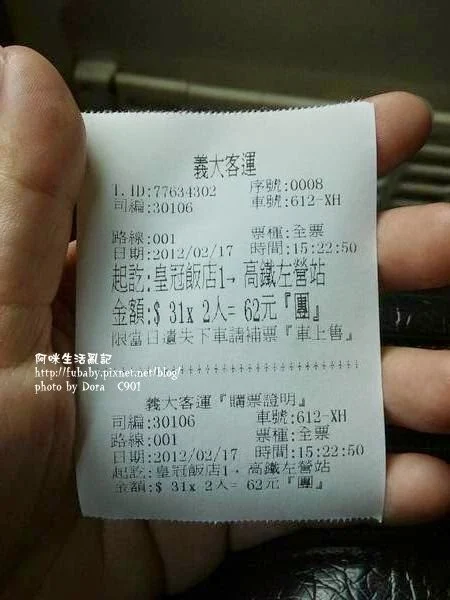 義大客運
I.ID:77634302 序號:0008
司編:30106 車號:612-XH
路線:001 票種:全票
日期:2012/02/17 時間:15:22:50
起訖:皇冠飯店1→ 高鐵左營站
金額:$ 31x 2人= 62元『團』
限當日遺失下車請補票『車上售』
阿咪生活亂記
http://fubaby.pixnet.net/blog/
photo by Dora C901
義大客運『購票證明』
司編:30106 車號:612-XH
路線:001 票種:全票
日期:2012/02/17 時間:15:22:50
起訖:皇冠飯店1. 高鐵左營站
金額:$ 31x 2人= 62元『團』